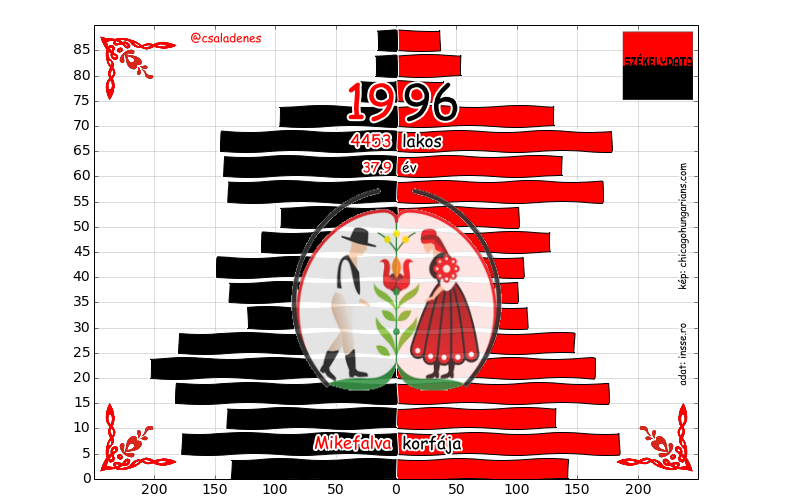 @csaladenes
SZÉKELYDATA
1996
4453 lakos
37.9 év
kép: chicagohungarians.com
adat: insse.ro
Mikefalva korfája
85
80
75
70
65
60
55
50
45
40
35
30
25
20
15
10
5
0
200 150 100 50 0 50 100 150 200